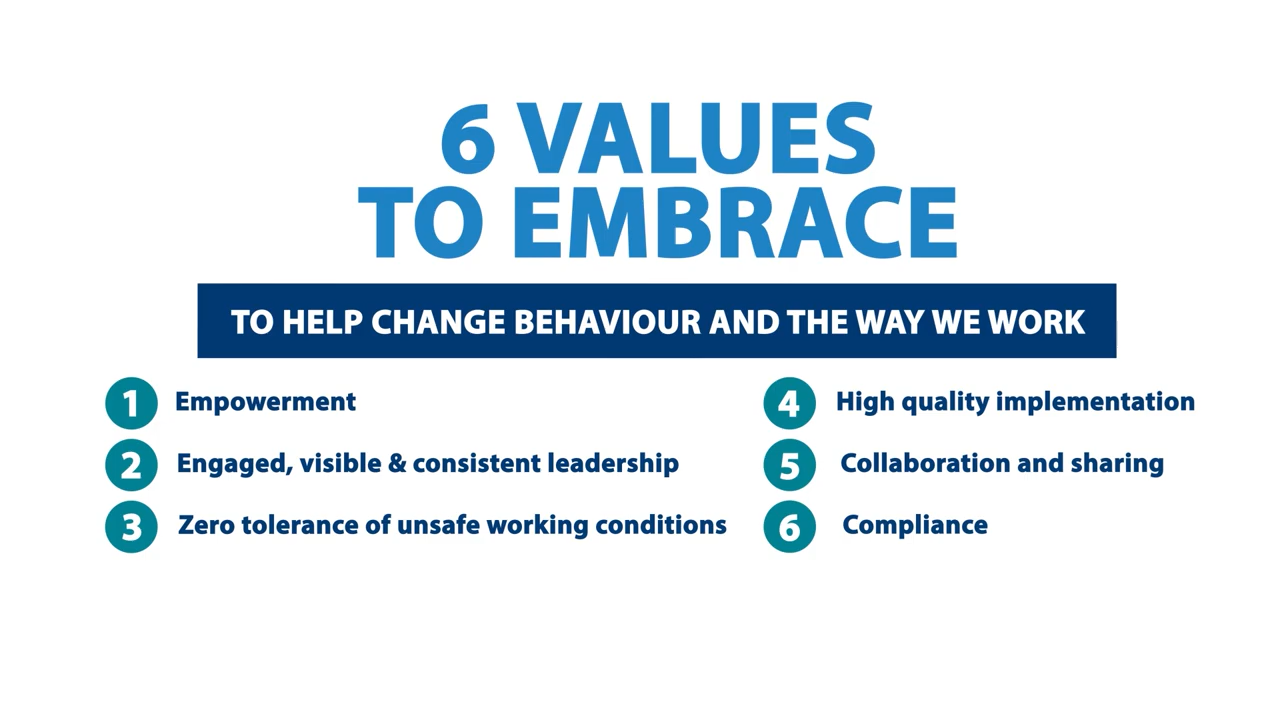 6 VALUES
TO EMBRACE
TO HELP CHANGE BEHAVIOUR AND THE WAY WE WORK
1 Empowerment
2 Engaged, visible & consistent leadership
3 Zero tolerance of unsafe working conditions
4 High quality implementation
5 Collaboration and sharing
6 Compliance